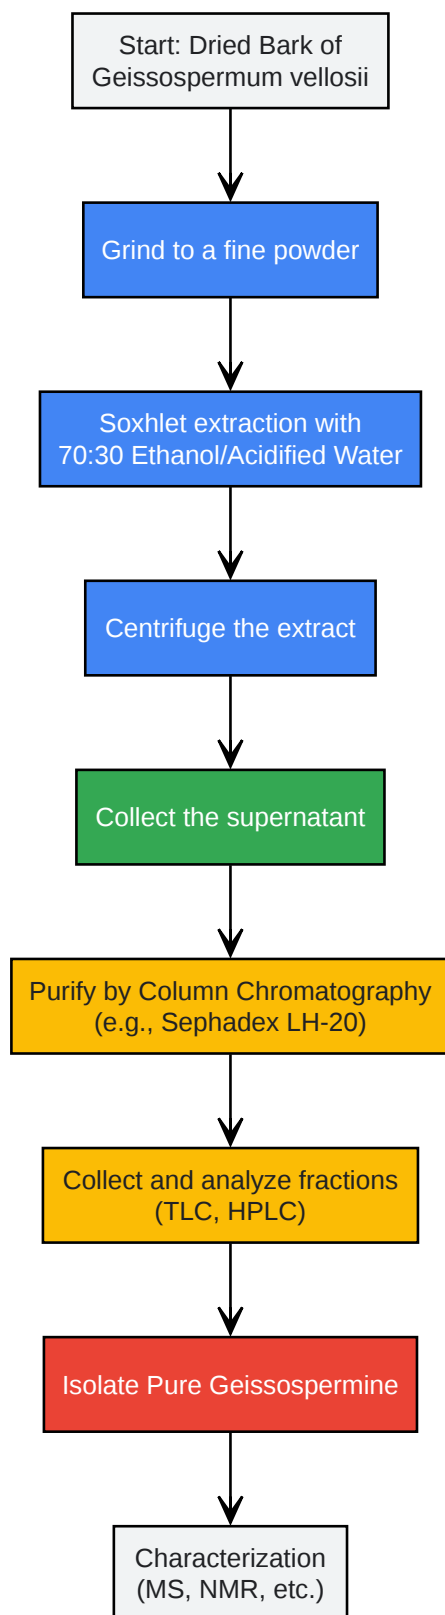 Start: Dried Bark of
Geissospermum vellosii
Grind to a fine powder
Soxhlet extraction with
70:30 Ethanol/Acidified Water
Centrifuge the extract
Collect the supernatant
Purify by Column Chromatography
(e.g., Sephadex LH-20)
Collect and analyze fractions
(TLC, HPLC)
Isolate Pure Geissospermine
Characterization
(MS, NMR, etc.)